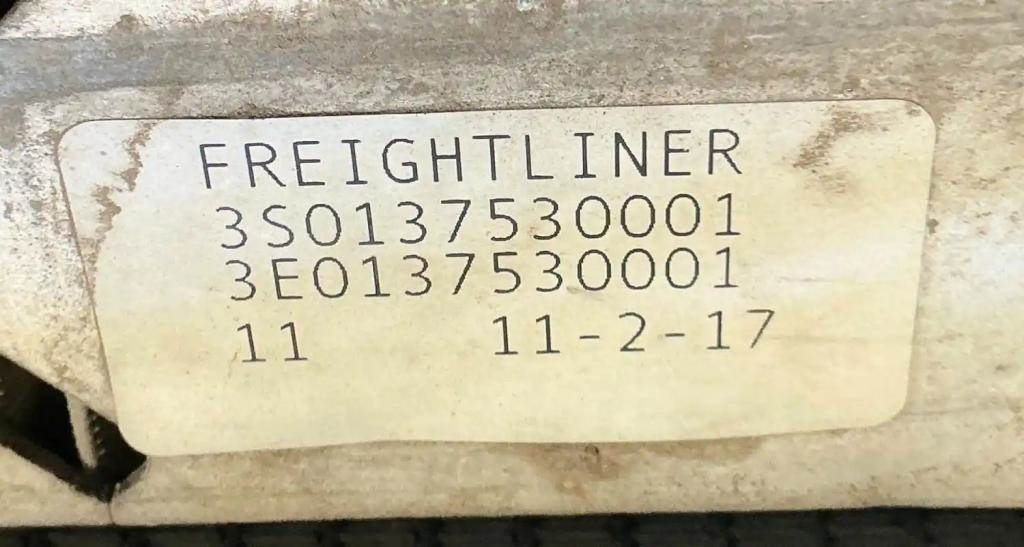 FREIGHTLINER
3S0137530001
3E0137530001
11 11-2-17